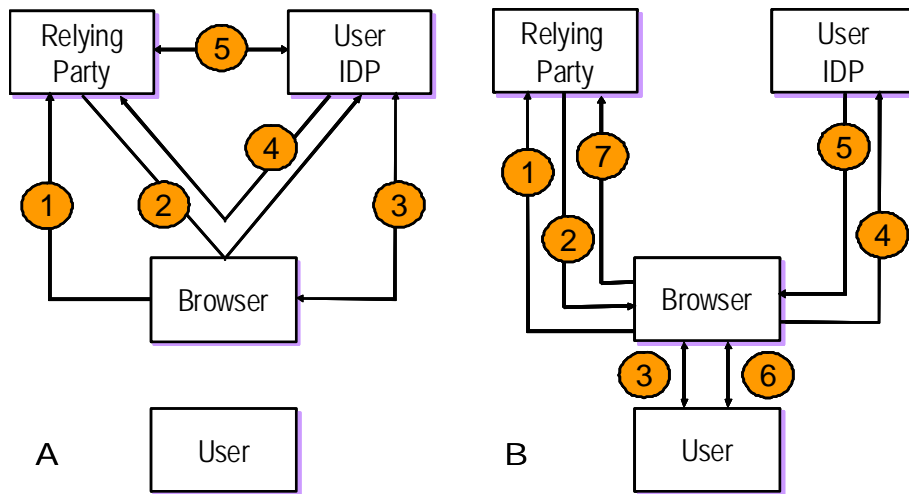 Relying
Party
5
User
IDP
1
2
4
3
Browser
User
A
Relying
Party
User
IDP
1
7
2
5
4
Browser
3
6
User
B